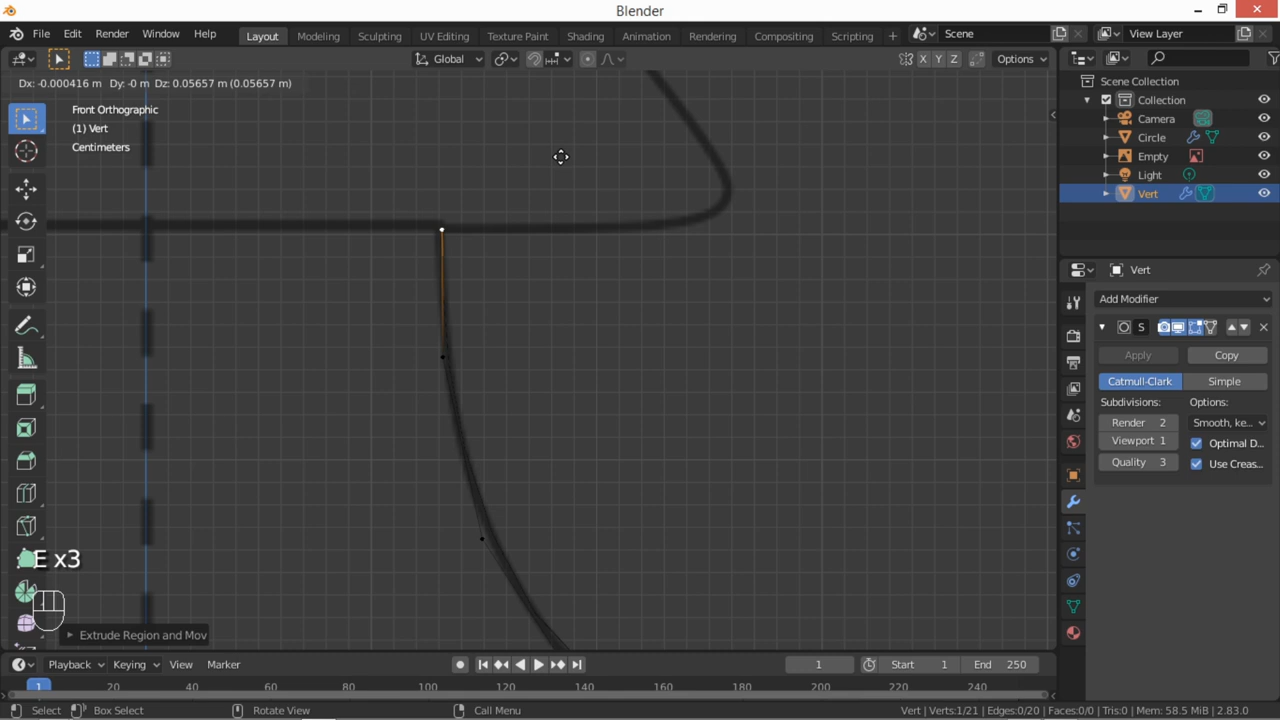 Blender
File Edit Render Window Help Layout Modeling Sculpting UV Editing Texture Paint Shading Animation Rendering Compositing Scripting + Scene View Layer
Global Options X Y Z
Dx: -0.000416 m Dy: -0 m Dz: 0.05657 m (0.05657 m)
Front Orthographic
(1) Vert
Centimeters
Scene Collection
Collection
Camera
Circle
Empty
Light
Vert
Vert
Add Modifier
S
Apply Copy
Catmull-Clark Simple
Subdivisions: Options:
Render 2 Smooth, ke...
Viewport 1 Optimal D...
Quality 3 Use Creas...
E x3
Extrude Region and Mov
Playback Keying View Marker 1 Start 1 End 250
1 20 40 60 80 100 120 140 160 180 200 220 240
Select Box Select Rotate View Call Menu Vert | Verts:1/21 | Edges:0/20 | Faces:0/0 | Tris:0 | Mem: 58.5 MiB | 2.83.0